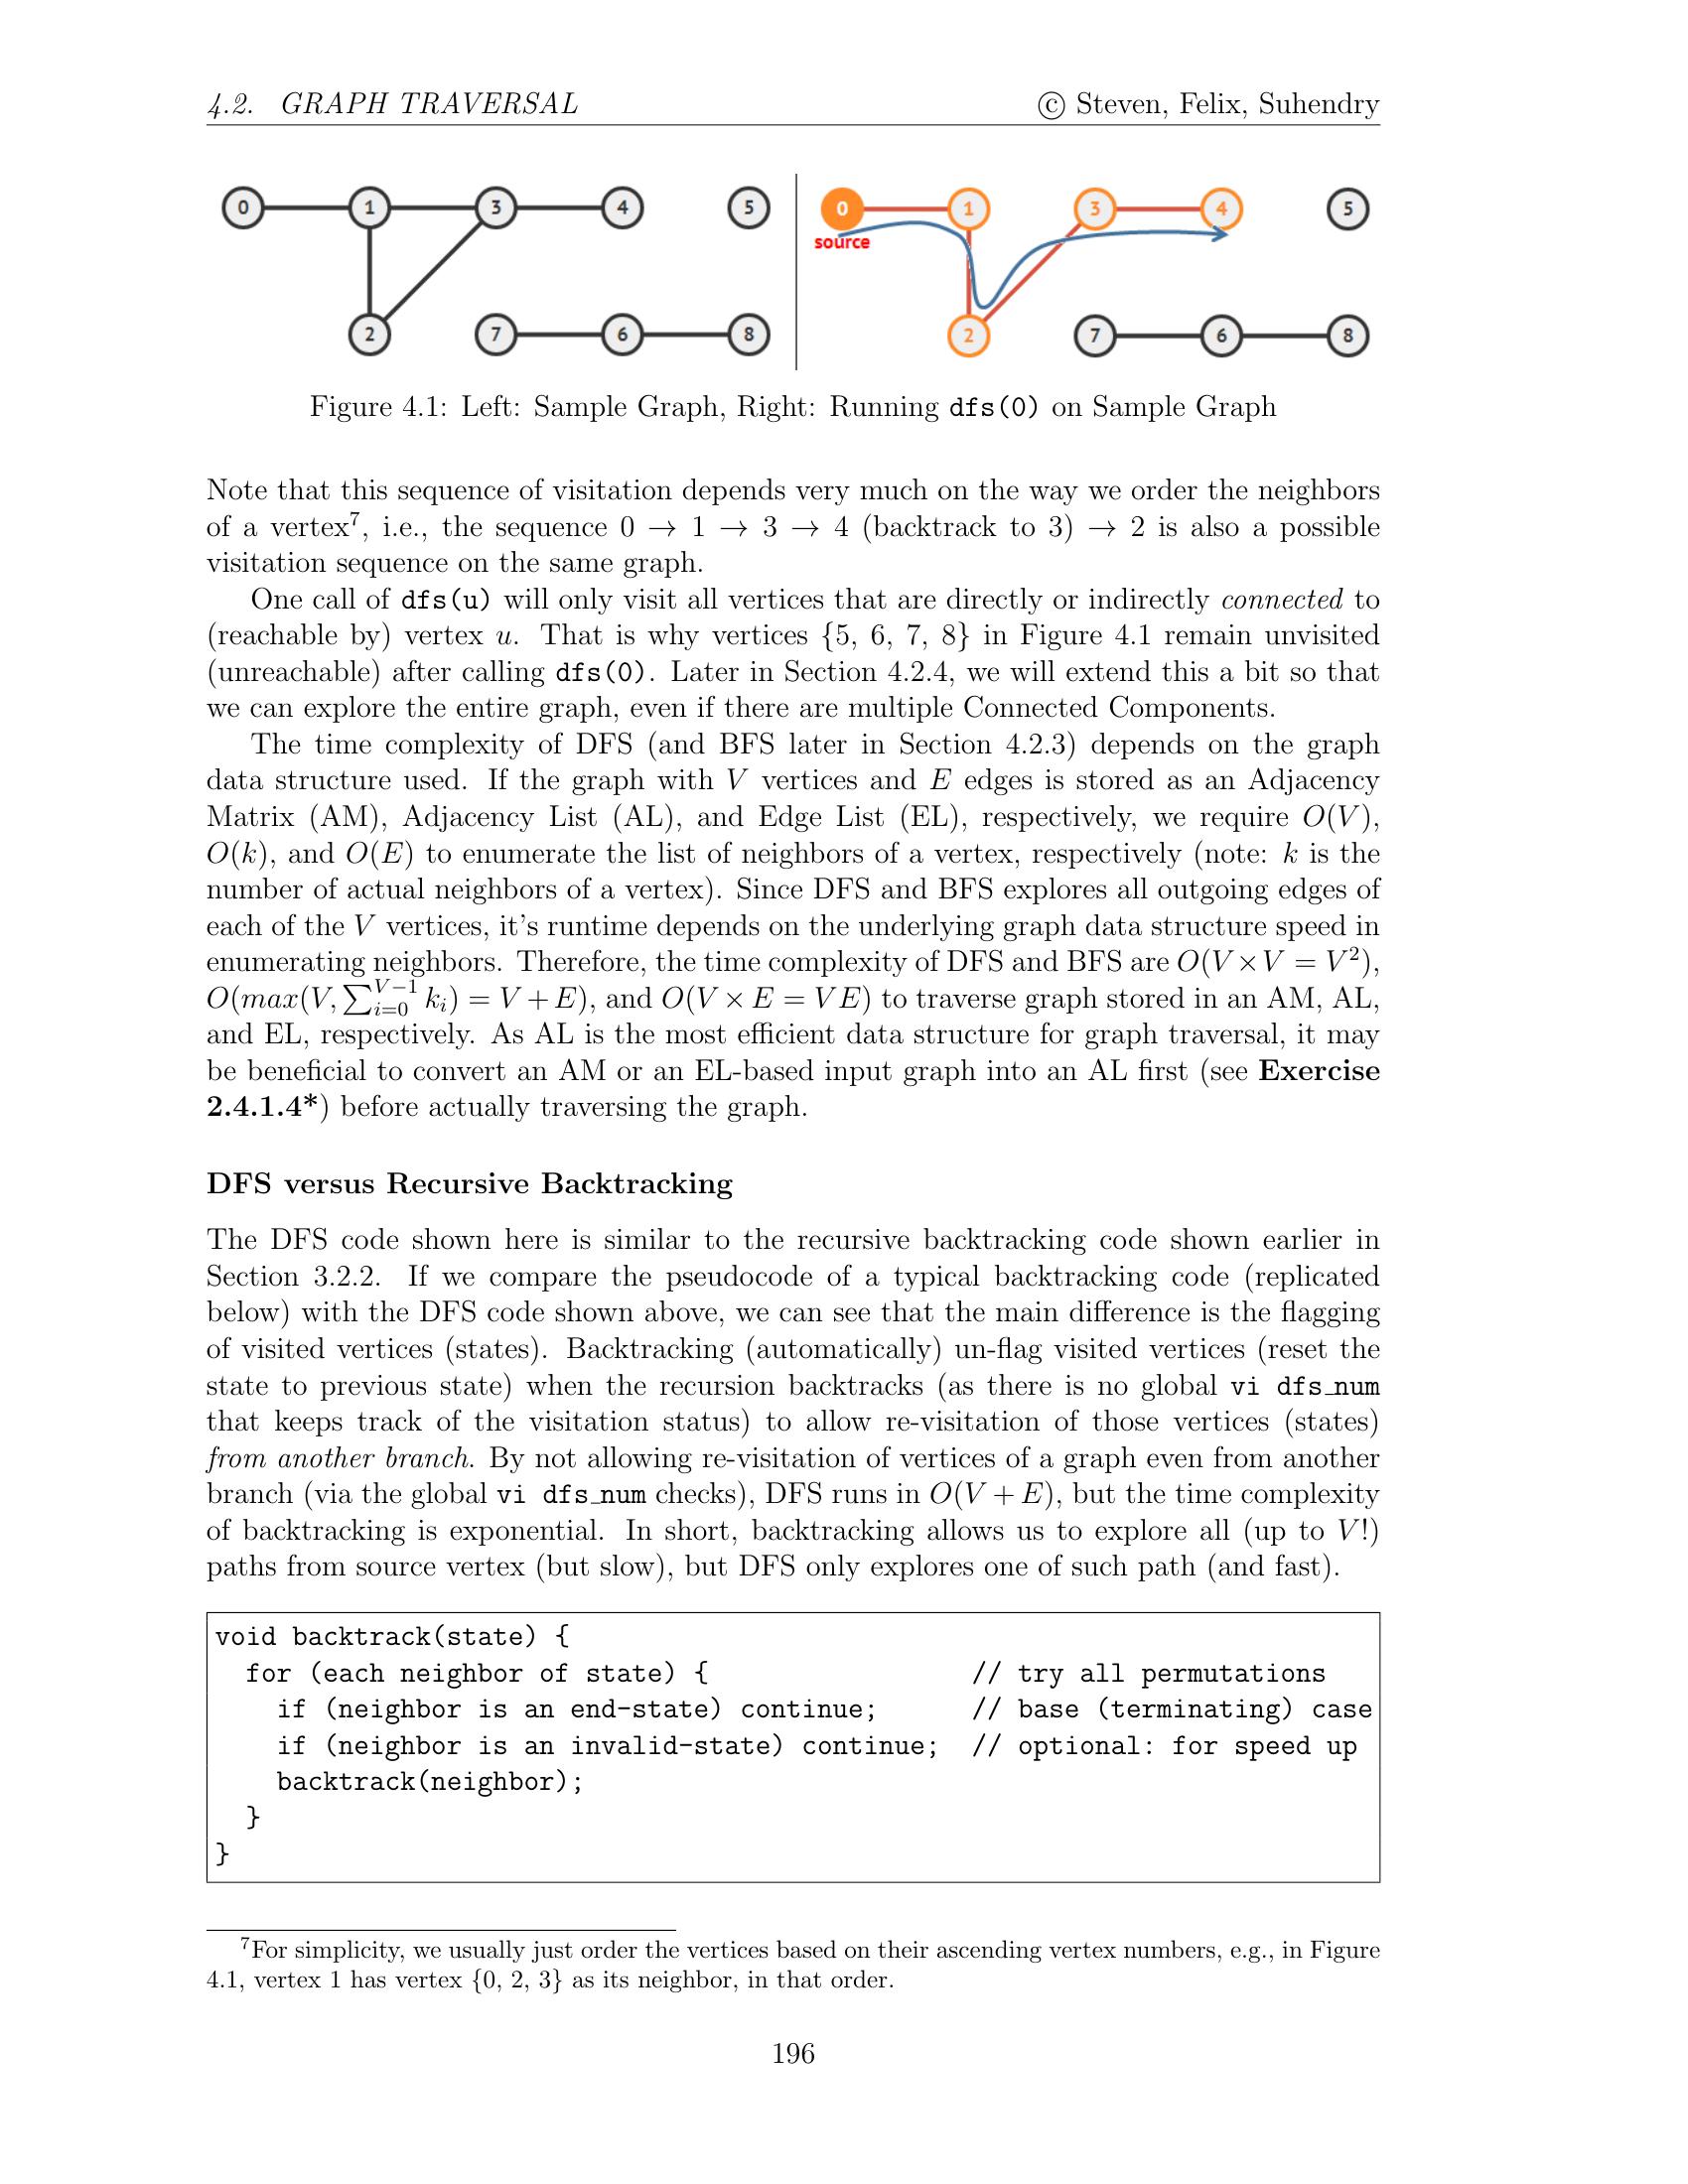 4.2. GRAPH TRAVERSAL © Steven, Felix, Suhendry
0 1 3 4 5 0 1 3 4 5
source
2 7 6 8 2 7 6 8
Figure 4.1: Left: Sample Graph, Right: Running dfs(0) on Sample Graph
Note that this sequence of visitation depends very much on the way we order the neighbors
of a vertex⁷, i.e., the sequence 0 → 1 → 3 → 4 (backtrack to 3) → 2 is also a possible
visitation sequence on the same graph.
One call of dfs(u) will only visit all vertices that are directly or indirectly connected to
(reachable by) vertex u. That is why vertices {5, 6, 7, 8} in Figure 4.1 remain unvisited
(unreachable) after calling dfs(0). Later in Section 4.2.4, we will extend this a bit so that
we can explore the entire graph, even if there are multiple Connected Components.
The time complexity of DFS (and BFS later in Section 4.2.3) depends on the graph
data structure used. If the graph with V vertices and E edges is stored as an Adjacency
Matrix (AM), Adjacency List (AL), and Edge List (EL), respectively, we require O(V),
O(k), and O(E) to enumerate the list of neighbors of a vertex, respectively (note: k is the
number of actual neighbors of a vertex). Since DFS and BFS explores all outgoing edges of
each of the V vertices, it's runtime depends on the underlying graph data structure speed in
enumerating neighbors. Therefore, the time complexity of DFS and BFS are O(V × V = V²),
O(max(V, ∑_{i=0}^{V−1} k_i) = V + E), and O(V × E = VE) to traverse graph stored in an AM, AL,
and EL, respectively. As AL is the most efficient data structure for graph traversal, it may
be beneficial to convert an AM or an EL-based input graph into an AL first (see Exercise
2.4.1.4*) before actually traversing the graph.
DFS versus Recursive Backtracking
The DFS code shown here is similar to the recursive backtracking code shown earlier in
Section 3.2.2. If we compare the pseudocode of a typical backtracking code (replicated
below) with the DFS code shown above, we can see that the main difference is the flagging
of visited vertices (states). Backtracking (automatically) un-flag visited vertices (reset the
state to previous state) when the recursion backtracks (as there is no global vi dfs_num
that keeps track of the visitation status) to allow re-visitation of those vertices (states)
from another branch. By not allowing re-visitation of vertices of a graph even from another
branch (via the global vi dfs_num checks), DFS runs in O(V + E), but the time complexity
of backtracking is exponential. In short, backtracking allows us to explore all (up to V!)
paths from source vertex (but slow), but DFS only explores one of such path (and fast).
void backtrack(state) {
for (each neighbor of state) { // try all permutations
if (neighbor is an end-state) continue; // base (terminating) case
if (neighbor is an invalid-state) continue; // optional: for speed up
backtrack(neighbor);
}
}
⁷For simplicity, we usually just order the vertices based on their ascending vertex numbers, e.g., in Figure
4.1, vertex 1 has vertex {0, 2, 3} as its neighbor, in that order.
196